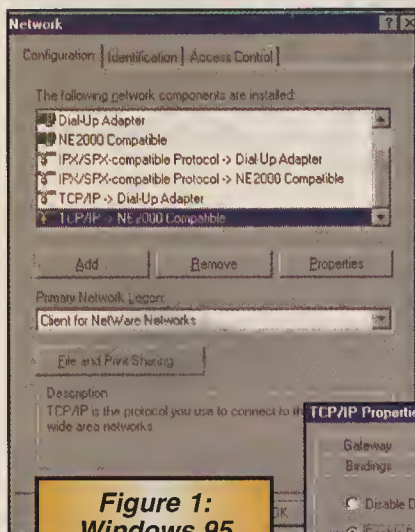 Network
Configuration Identification Access Control
The following network components are installed:
Dial-Up Adapter
NE2000 Compatible
IPX/SPX-compatible Protocol -> Dial-Up Adapter
IPX/SPX-compatible Protocol -> NE2000 Compatible
TCP/IP -> Dial-Up Adapter
TCP/IP -> NE2000 Compatible
Add... Remove Properties
Primary Network Logon:
Client for NetWare Networks
File and Print Sharing...
Description
TCP/IP is the protocol you use to connect to th
wide area networks.
TCP/IP Propertie
Gateway
Bindings
Disable D
OK
Figure 1:
Windows 95